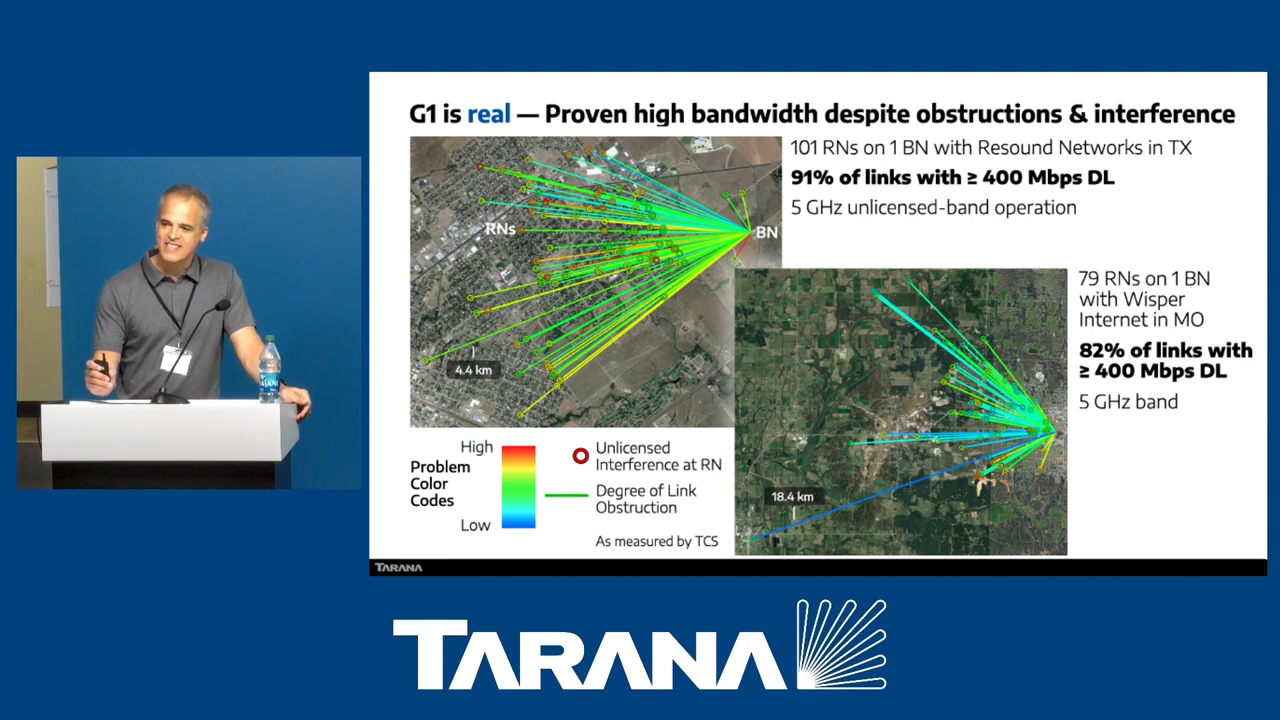 G1 is real — Proven high bandwidth despite obstructions & interference
101 RNs on 1 BN with Resound Networks in TX
91% of links with ≥ 400 Mbps DL
5 GHz unlicensed-band operation
RNs
BN
4.4 km
79 RNs on 1 BN
with Wisper
Internet in MO
82% of links with
≥ 400 Mbps DL
5 GHz band
18.4 km
High
Problem
Color
Codes
Low
Unlicensed
Interference at RN
Degree of Link
Obstruction
As measured by TCS
TARANA
TARANA